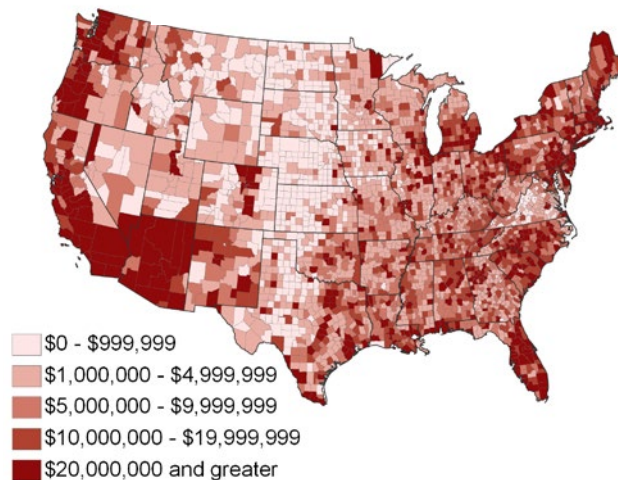 $0 - $999,999
$1,000,000 - $4,999,999
$5,000,000 - $9,999,999
$10,000,000 - $19,999,999
$20,000,000 and greater